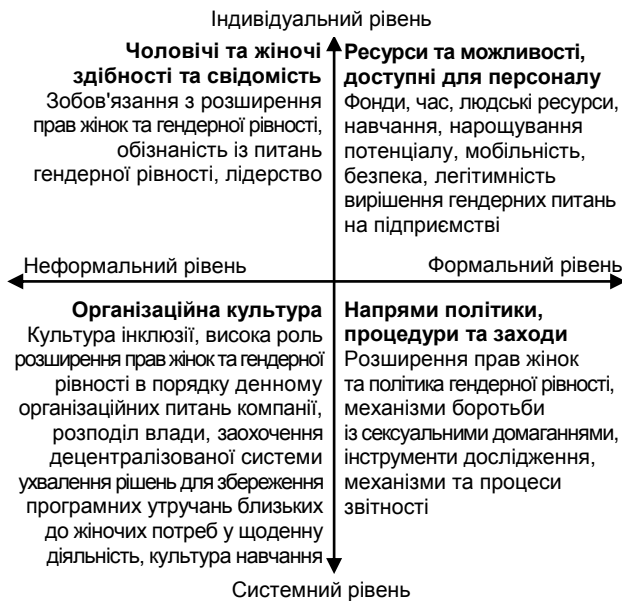 Індивідуальний рівень
Чоловічі та жіночі
здібності та свідомість
Зобов'язання з розширення
прав жінок та гендерної рівності,
обізнаність із питань
гендерної рівності, лідерство
Ресурси та можливості,
доступні для персоналу
Фонди, час, людські ресурси,
навчання, нарощування
потенціалу, мобільність,
безпека, легітимність
вирішення гендерних питань
на підприємстві
Неформальний рівень
Формальний рівень
Організаційна культура
Культура інклюзії, висока роль
розширення прав жінок та гендерної
рівності в порядку денному
організаційних питань компанії,
розподіл влади, заохочення
децентралізованої системи
ухвалення рішень для збереження
програмних утручань близьких
до жіночих потреб у щоденну
діяльність, культура навчання
Напрями політики,
процедури та заходи
Розширення прав жінок
та політика гендерної рівності,
механізми боротьби
із сексуальними домаганнями,
інструменти дослідження,
механізми та процеси
звітності
Системний рівень